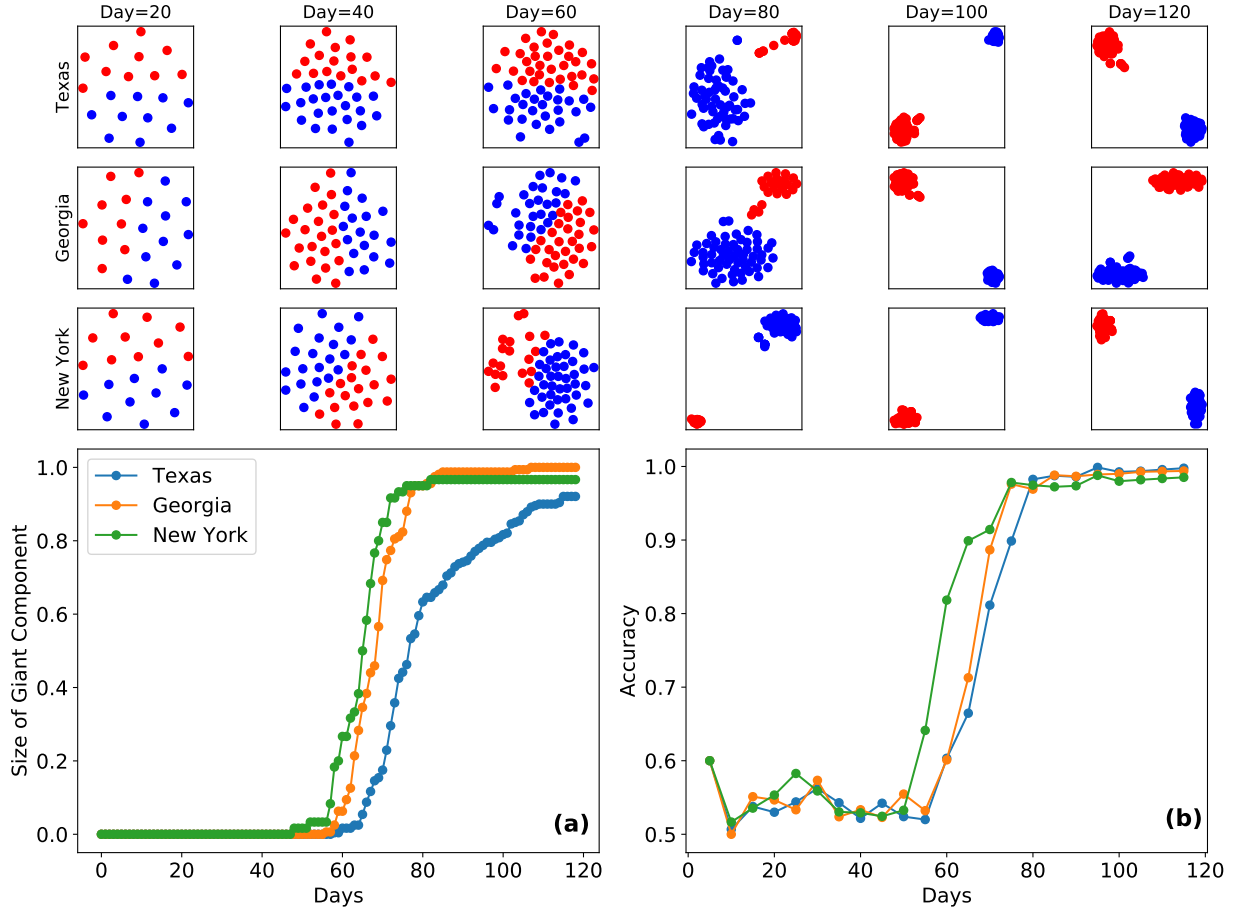 Day=20 Day=40 Day=60 Day=80 Day=100 Day=120
Texas
Georgia
New York
1.0
0.8
0.6
0.4
0.2
0.0
Size of Giant Component
Texas
Georgia
New York
(a)
0 20 40 60 80 100 120
Days
1.0
0.9
0.8
0.7
0.6
0.5
Accuracy
(b)
0 20 40 60 80 100 120
Days